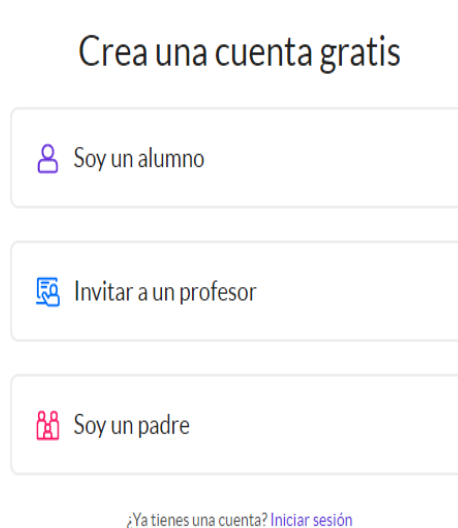 Crea una cuenta gratis
Soy un alumno
Invitar a un profesor
Soy un padre
¿Ya tienes una cuenta? Iniciar sesión